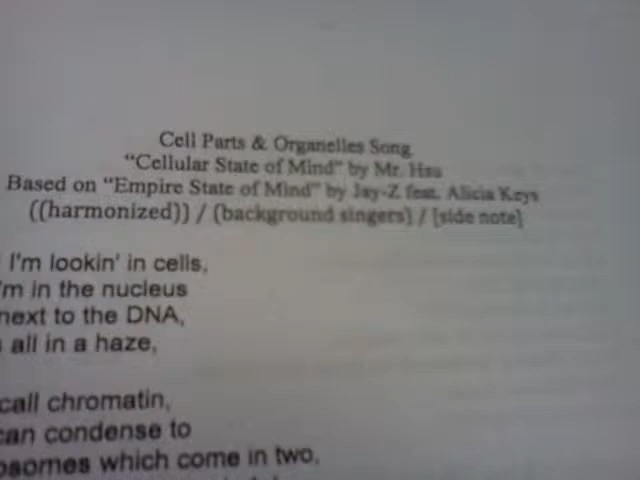 Cell Parts & Organelles Song
"Cellular State of Mind" by Mr. Hsu
Based on "Empire State of Mind" by Jay-Z feat. Alicia Keys
((harmonized)) / (background singers) / [side note]
I'm lookin' in cells,
'm in the nucleus
next to the DNA,
all in a haze,
call chromatin,
can condense to
osomes which come in two,